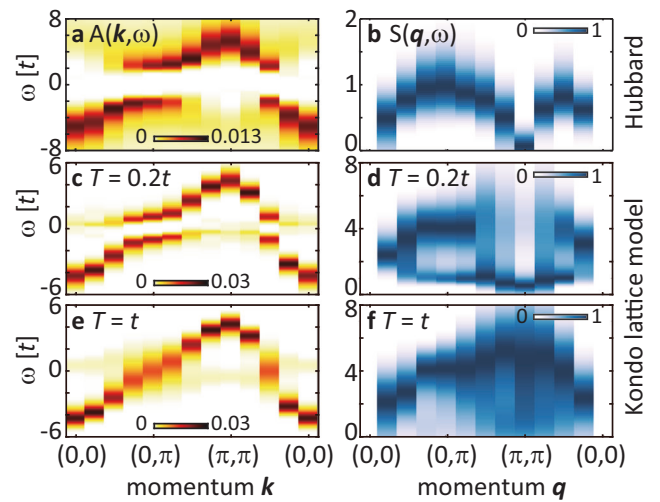 a A(k,ω)
b S(q,ω)
ω [t]
8
0
-8
0 0.013
2
1
0
0 1
Hubbard
c T = 0.2t
d T = 0.2t
ω [t]
6
0
-6
0 0.03
8
4
0
0 1
e T = t
f T = t
ω [t]
6
0
-6
0 0.03
8
4
0
0 1
Kondo lattice model
(0,0) (0,π) (π,π) (0,0)
(0,0) (0,π) (π,π) (0,0)
momentum k
momentum q